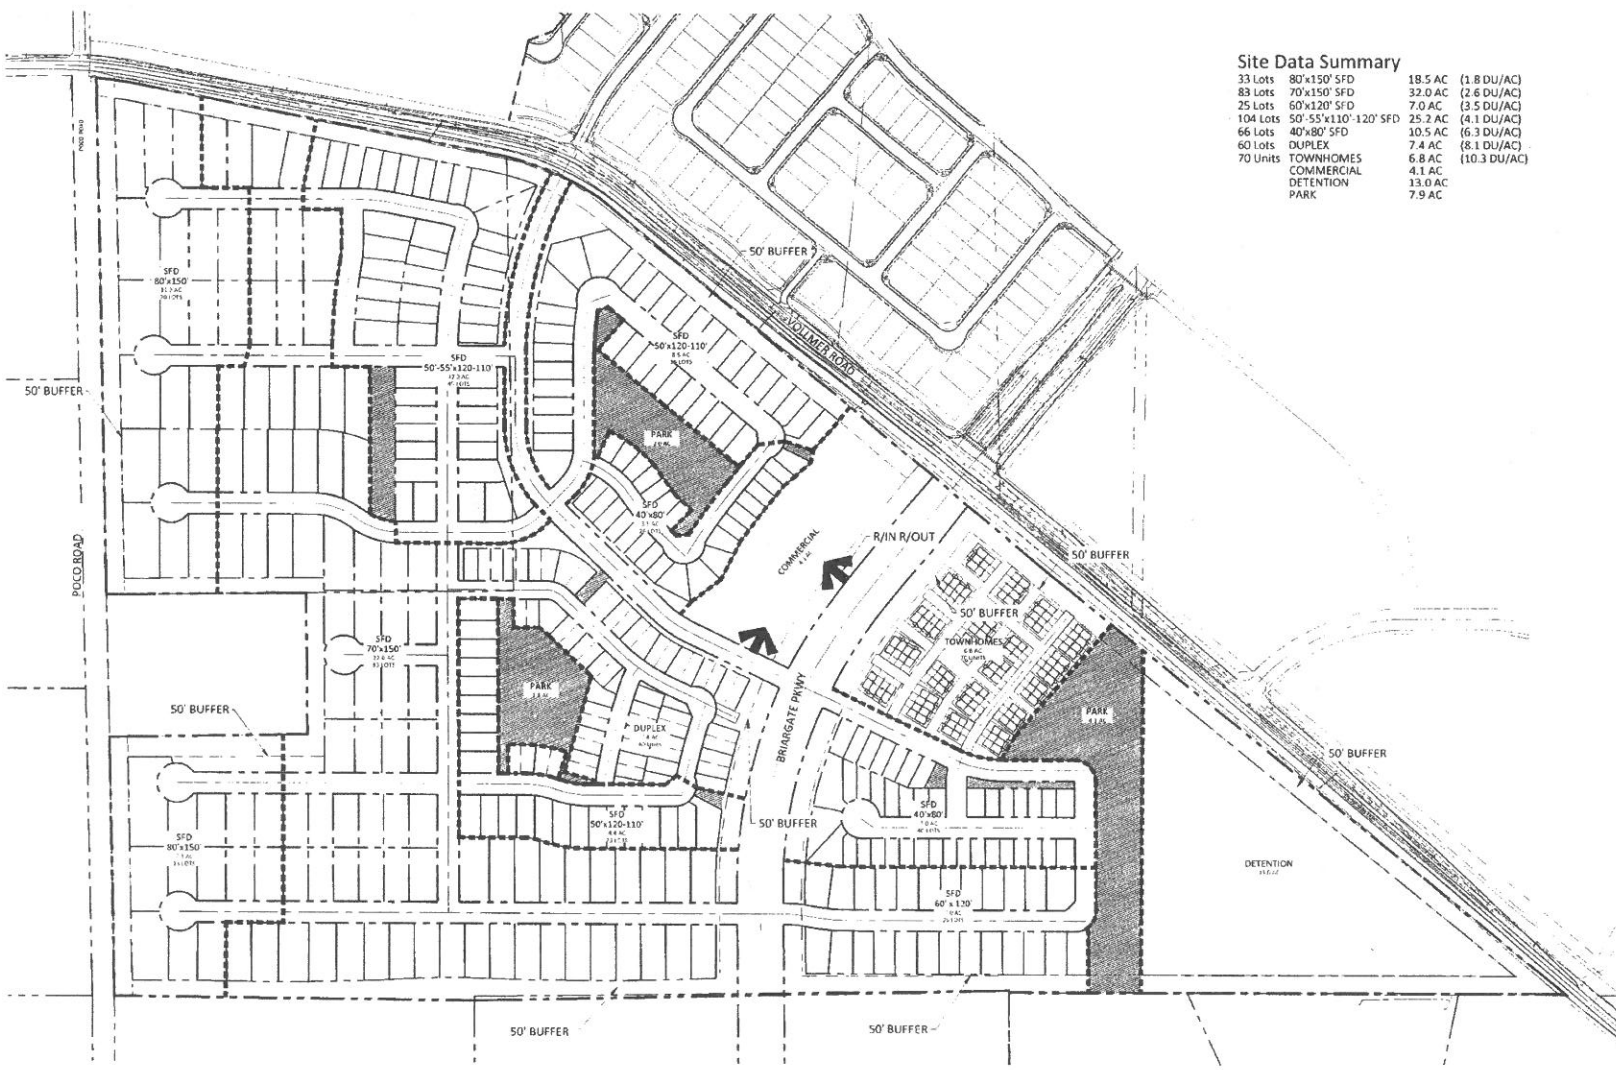 Site Data Summary
33 Lots 80'x150' SFD 18.5 AC (1.8 DU/AC)
83 Lots 70'x150' SFD 32.0 AC (2.6 DU/AC)
25 Lots 60'x120' SFD 7.0 AC (3.5 DU/AC)
104 Lots 50'-55'x110'-120' SFD 25.2 AC (4.1 DU/AC)
66 Lots 40'x80' SFD 10.5 AC (6.3 DU/AC)
60 Lots DUPLEX 7.4 AC (8.1 DU/AC)
70 Units TOWNHOMES 6.8 AC (10.3 DU/AC)
COMMERCIAL 4.1 AC
DETENTION 13.0 AC
PARK 7.9 AC
POCO ROAD
50' BUFFER
VOLLMER ROAD
SFD
80'x150'
SFD
50'x120-110'
SFD
50'-55'x120-110'
50' BUFFER
PARK
SFD
40'x80'
COMMERCIAL
R/IN R/OUT
50' BUFFER
POCO ROAD
50' BUFFER
TOWNHOMES
6.8 AC
70 UNITS
SFD
70'x150'
PARK
50' BUFFER
PARK
DUPLEX
BRIARGATE PKWY
50' BUFFER
SFD
50'x120-110'
50' BUFFER
SFD
40'x80'
SFD
80'x150'
DETENTION
SFD
60' x 120'
50' BUFFER
50' BUFFER